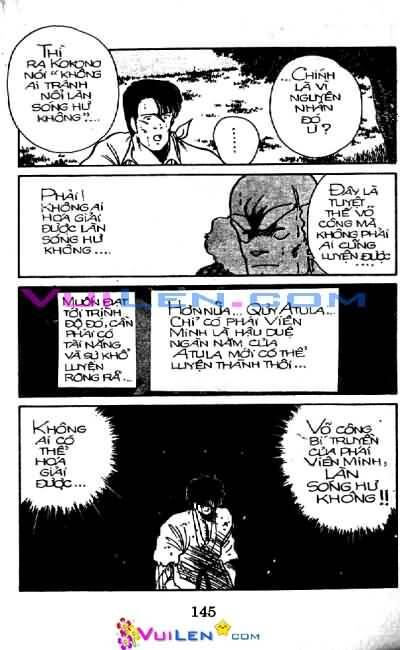 THÌ
RA KOKONO
NÓI "KHÔNG
AI TRÁNH
NỔI LÀN
SÓNG HƯ
KHÔNG"...
......
...CHÍNH
LÀ VÌ
NGUYÊN
NHÂN
ĐÓ
Ư?
PHẢI!
KHÔNG AI
HÓA GIẢI
ĐƯỢC LÀN
SÓNG HƯ
KHÔNG....
ĐÂY LÀ
TUYỆT
THẾ VÕ
CÔNG MÀ
KHÔNG PHẢI
AI CŨNG
LUYỆN ĐƯỢC
.....
MUỐN ĐẠT
TỚI TRÌNH
ĐỘ ĐÓ, CẦN
PHẢI CÓ
TÀI NĂNG
VÀ SỰ KHỔ
LUYỆN
RÒNG RÃ...
HƠN NỮA... QUỶ ATULA...
CHỈ CÓ PHÁI VIÊN
MINH LÀ HẬU DUỆ
NGÀN NĂM CỦA
ATULA MỚI CÓ THỂ
LUYỆN THÀNH THÔI...
VUILEN.COM
KHÔNG
AI CÓ
THỂ
HÓA
GIẢI
ĐƯỢC...
VÕ CÔNG
BÍ TRUYỀN
CỦA PHÁI
VIÊN MINH,
LÀN
SÓNG HƯ
KHÔNG!!
145
VUILEN.COM